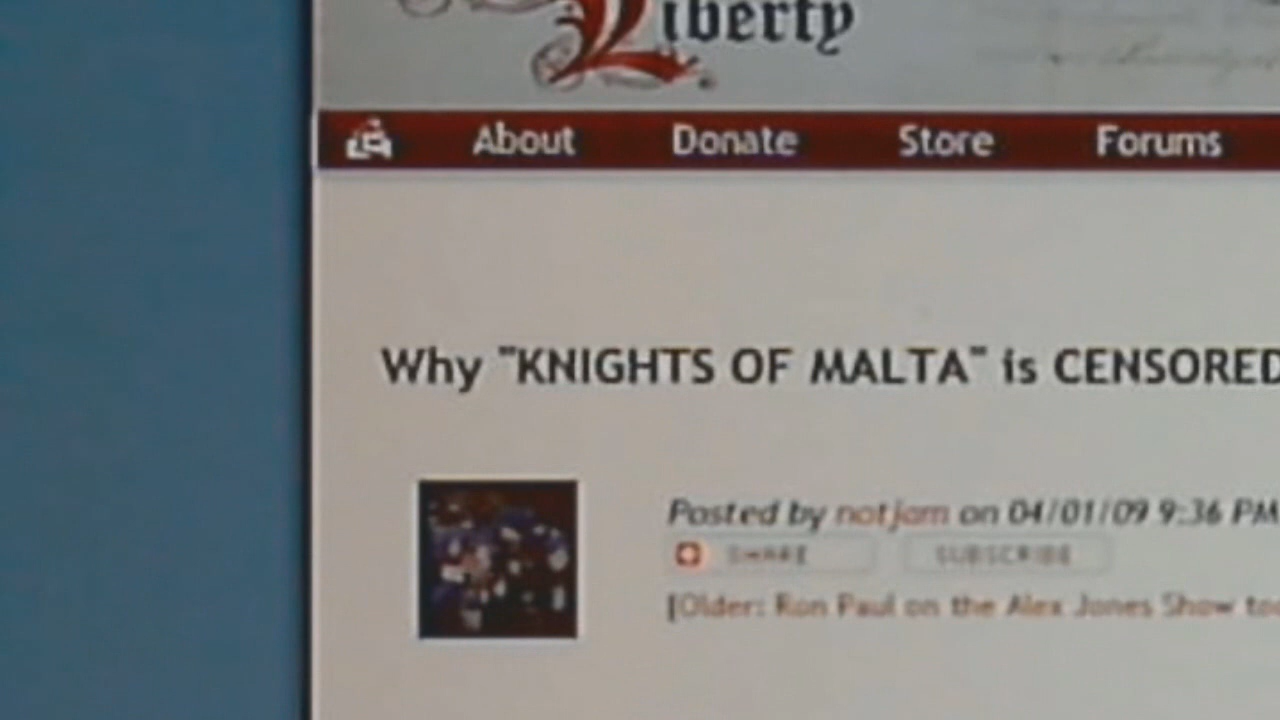 Liberty
About Donate Store Forums
Why "KNIGHTS OF MALTA" is CENSORED
Posted by notjam on 04/01/09 9:36 PM
SHARE SUBSCRIBE
[Older: Ron Paul on the Alex Jones Show